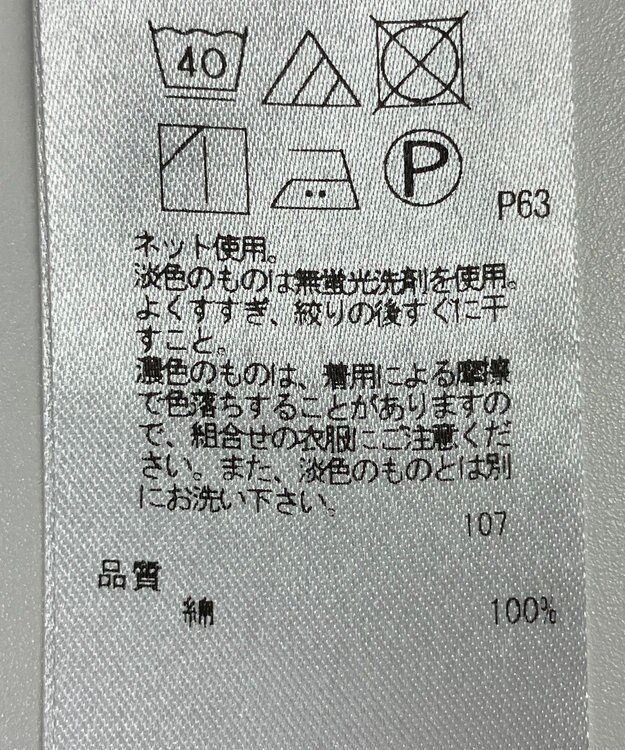 40
P
P63
ネット使用。
淡色のものは無蛍光洗剤を使用。
よくすすぎ、絞りの後すぐに干
すこと。
濃色のものは、着用による摩擦
で色落ちすることがありますの
で、組合せの衣服にご注意くだ
さい。また、淡色のものとは別
にお洗い下さい。
107
品質
綿 100%